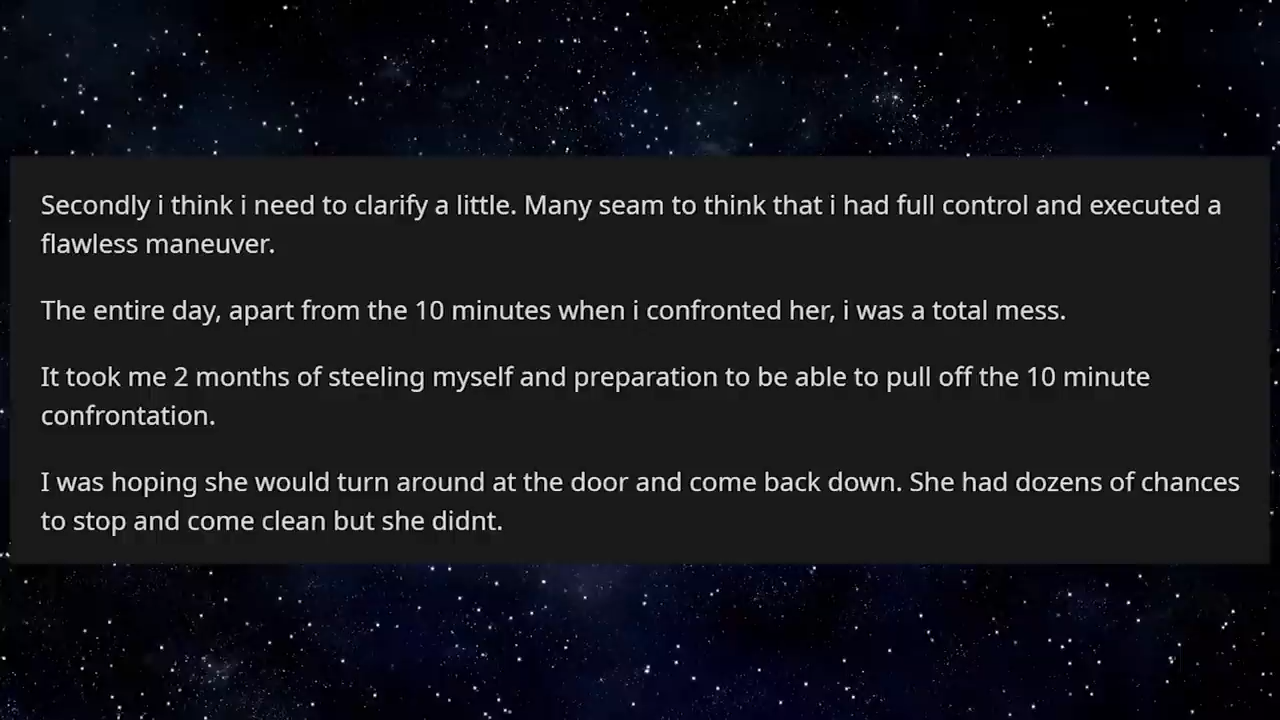 Secondly i think i need to clarify a little. Many seam to think that i had full control and executed a
flawless maneuver.
The entire day, apart from the 10 minutes when i confronted her, i was a total mess.
It took me 2 months of steeling myself and preparation to be able to pull off the 10 minute
confrontation.
I was hoping she would turn around at the door and come back down. She had dozens of chances
to stop and come clean but she didnt.